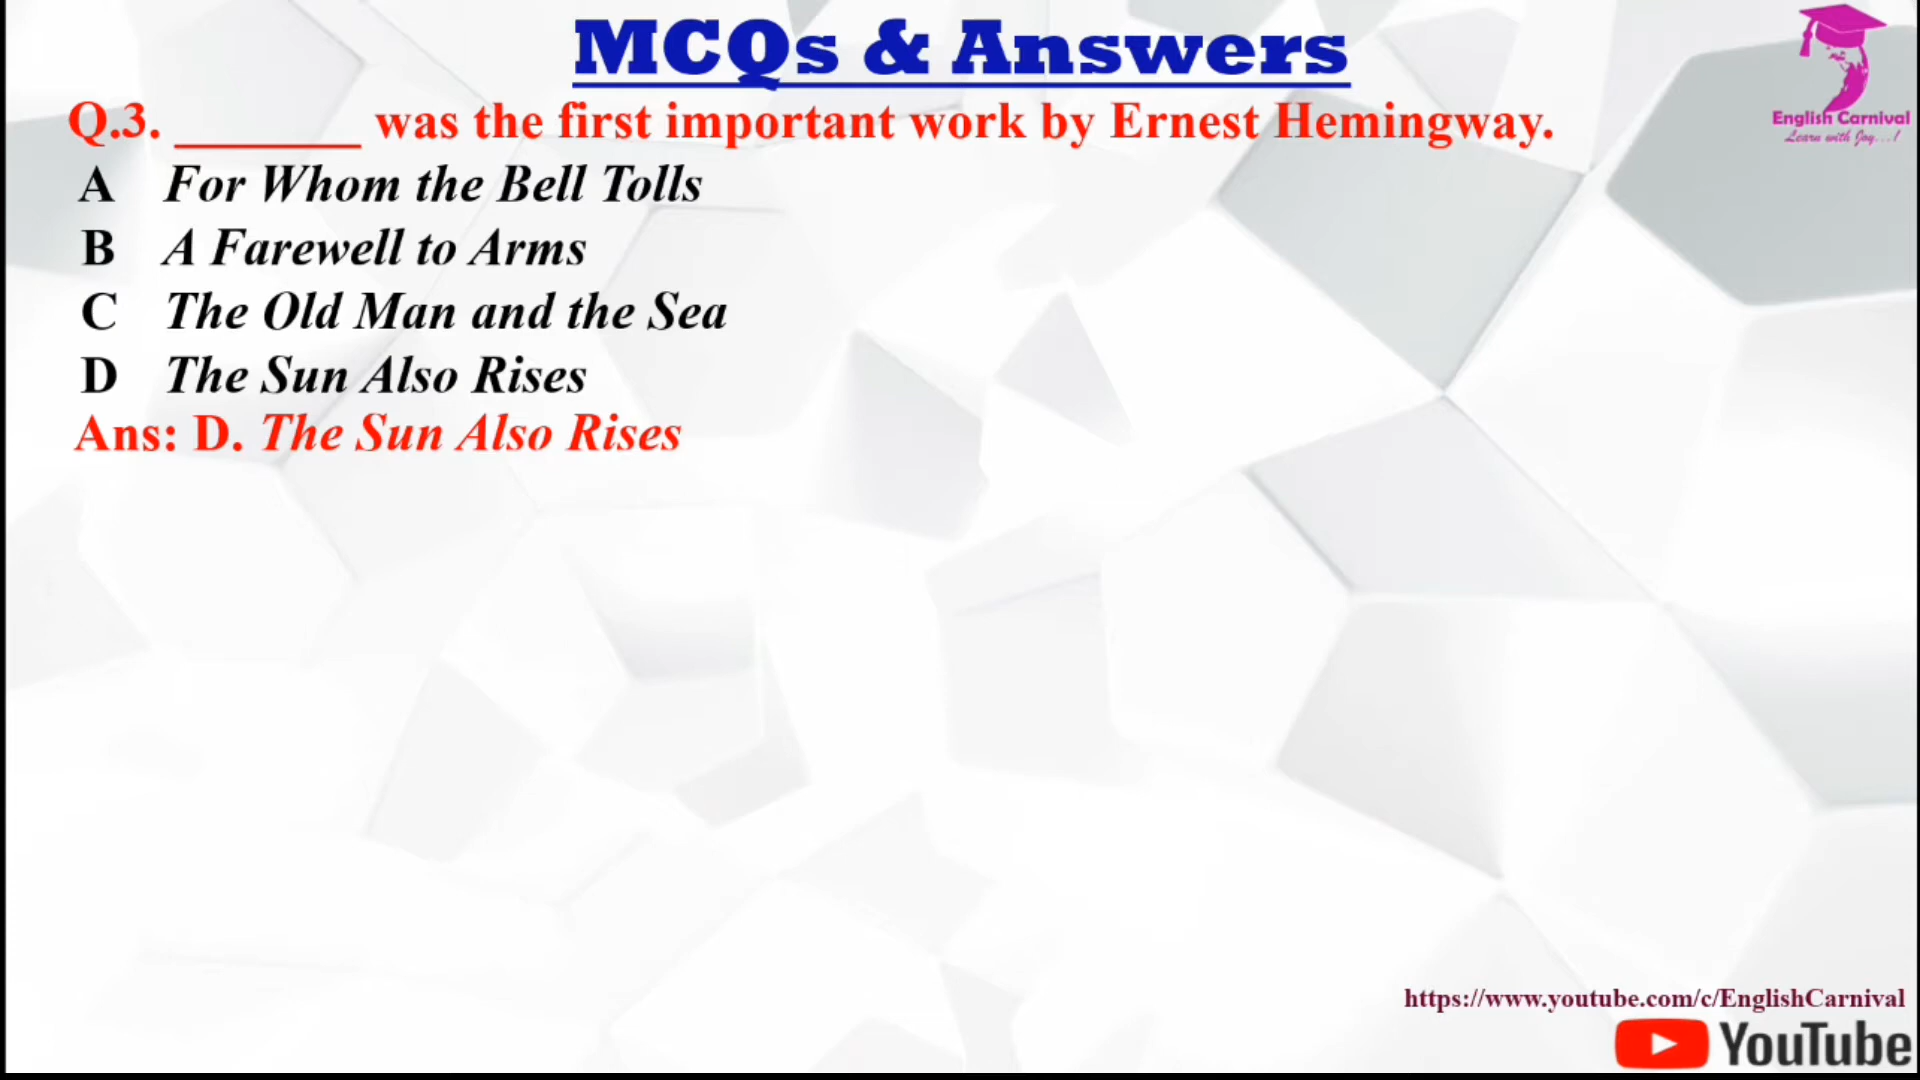 MCQs & Answers
English Carnival
Learn with Joy...!
Q.3. _______ was the first important work by Ernest Hemingway.
A For Whom the Bell Tolls
B A Farewell to Arms
C The Old Man and the Sea
D The Sun Also Rises
Ans: D. The Sun Also Rises
https://www.youtube.com/c/EnglishCarnival
YouTube